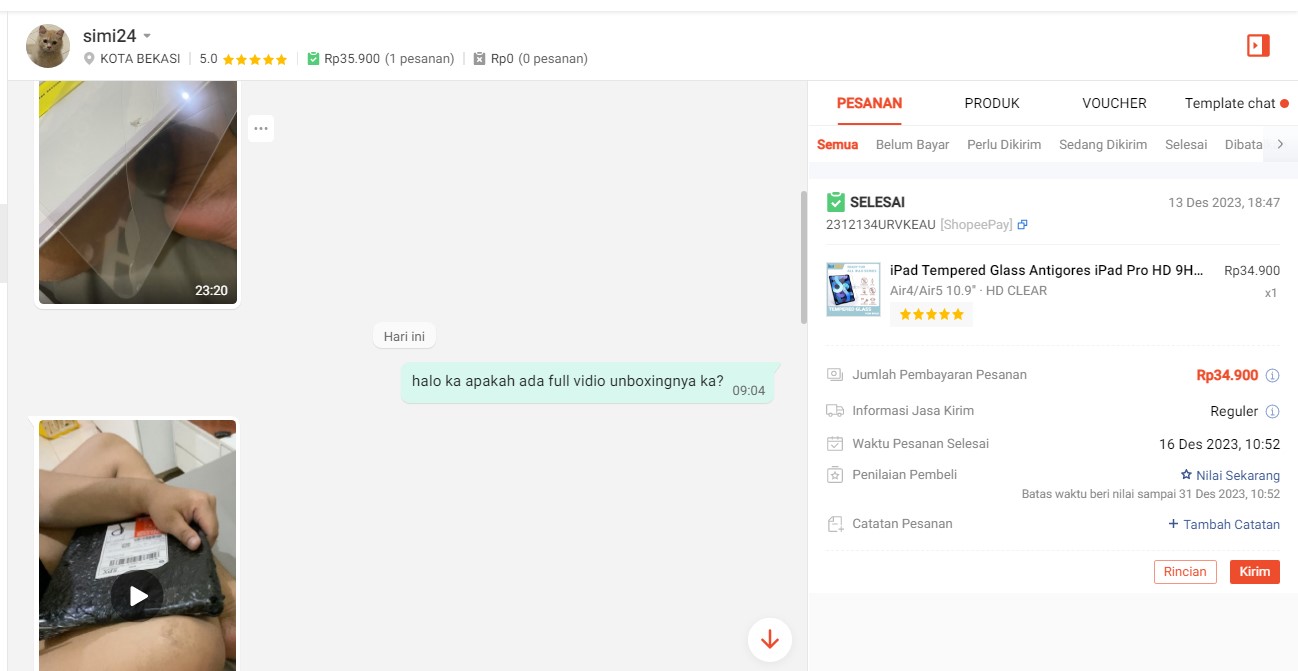 simi24
KOTA BEKASI 5.0 Rp35.900 (1 pesanan) Rp0 (0 pesanan)
23:20
Hari ini
halo ka apakah ada full vidio unboxingnya ka?
09:04
PESANAN PRODUK VOUCHER Template chat
Semua Belum Bayar Perlu Dikirim Sedang Dikirim Selesai Dibata
SELESAI 13 Des 2023, 18:47
2312134URVKEAU [ShopeePay]
iPad Tempered Glass Antigores iPad Pro HD 9H... Rp34.900
Air4/Air5 10.9" · HD CLEAR x1
TEMPERED GLASS
Jumlah Pembayaran Pesanan Rp34.900
Informasi Jasa Kirim Reguler
Waktu Pesanan Selesai 16 Des 2023, 10:52
Penilaian Pembeli Nilai Sekarang
Batas waktu beri nilai sampai 31 Des 2023, 10:52
Catatan Pesanan + Tambah Catatan
Rincian Kirim